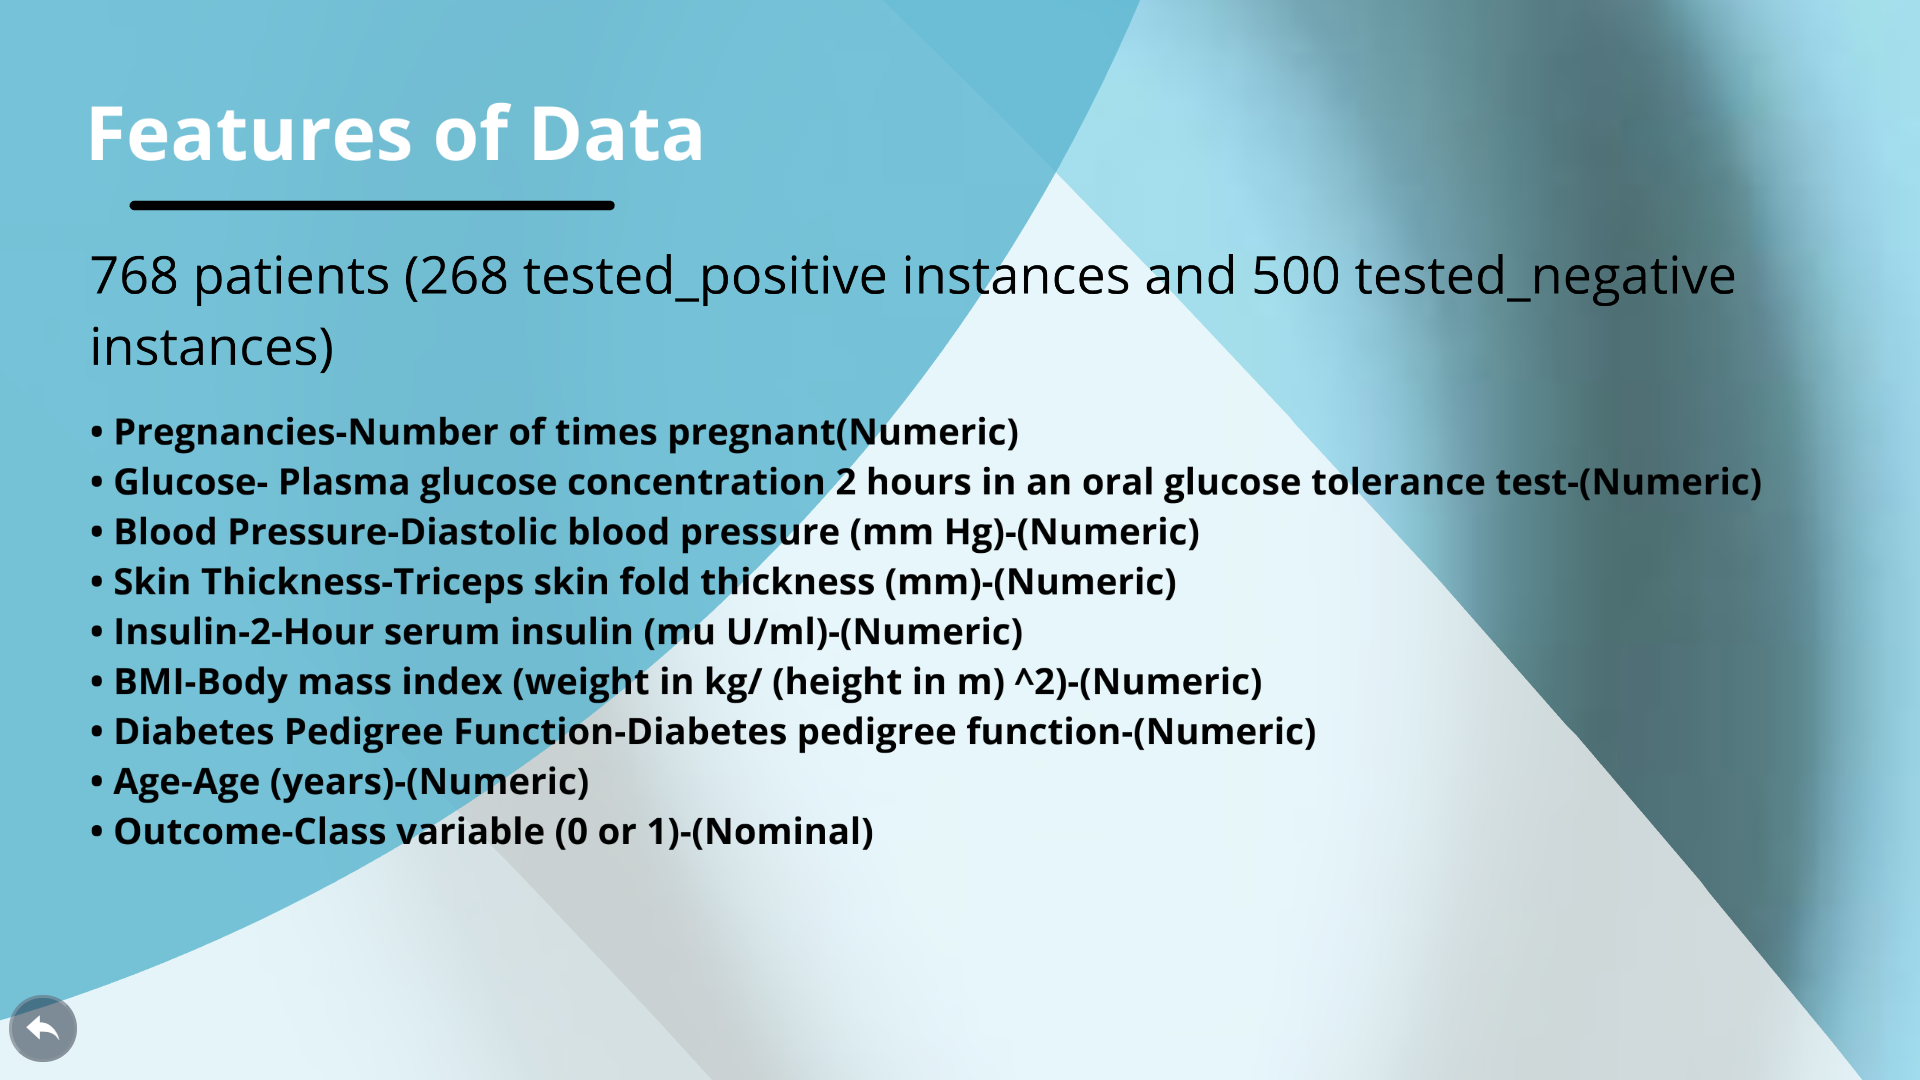 Features of Data
768 patients (268 tested_positive instances and 500 tested_negative
instances)
• Pregnancies-Number of times pregnant(Numeric)
• Glucose- Plasma glucose concentration 2 hours in an oral glucose tolerance test-(Numeric)
• Blood Pressure-Diastolic blood pressure (mm Hg)-(Numeric)
• Skin Thickness-Triceps skin fold thickness (mm)-(Numeric)
• Insulin-2-Hour serum insulin (mu U/ml)-(Numeric)
• BMI-Body mass index (weight in kg/ (height in m) ^2)-(Numeric)
• Diabetes Pedigree Function-Diabetes pedigree function-(Numeric)
• Age-Age (years)-(Numeric)
• Outcome-Class variable (0 or 1)-(Nominal)